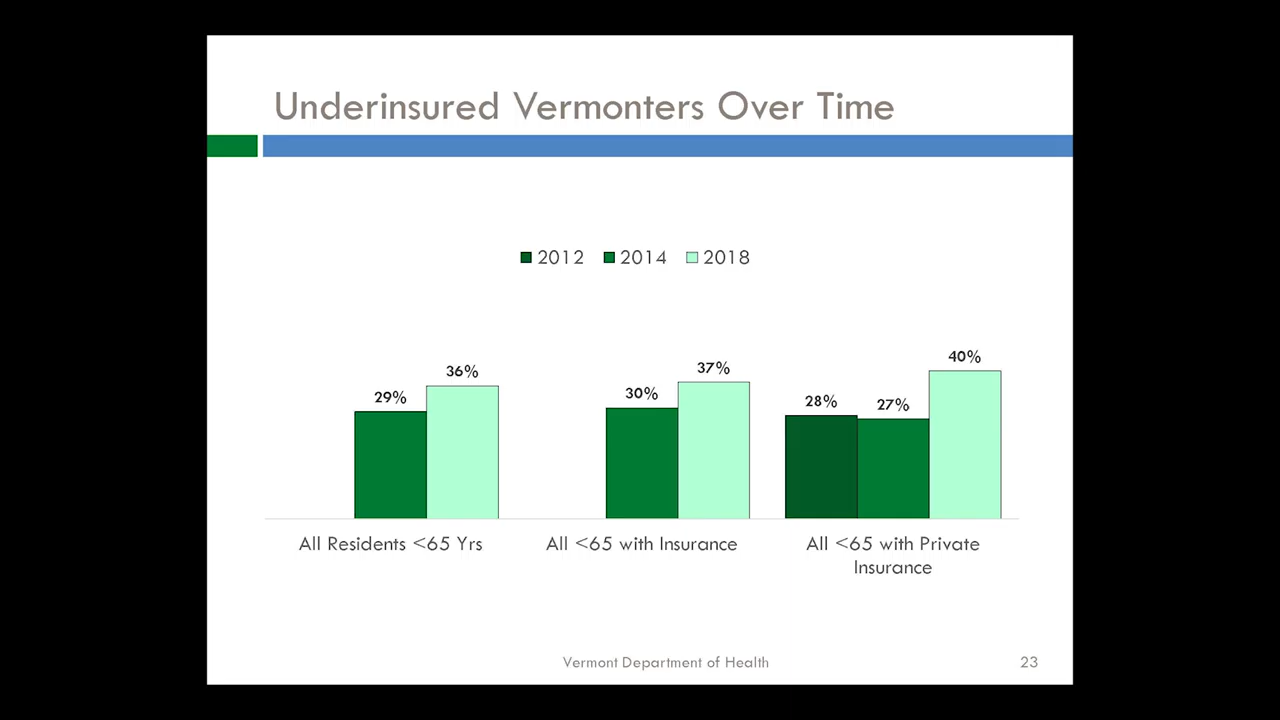 Underinsured Vermonters Over Time
2012 2014 2018
29% 36% 30% 37% 28% 27% 40%
All Residents <65 Yrs All <65 with Insurance All <65 with Private
Insurance
Vermont Department of Health 23